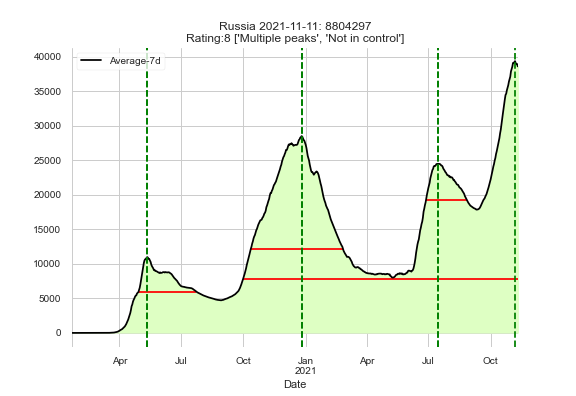 Russia 2021-11-11: 8804297
Rating:8 ['Multiple peaks', 'Not in control']
Average-7d
40000
35000
30000
25000
20000
15000
10000
5000
0
Apr Jul Oct Jan Apr Jul Oct
2021
Date